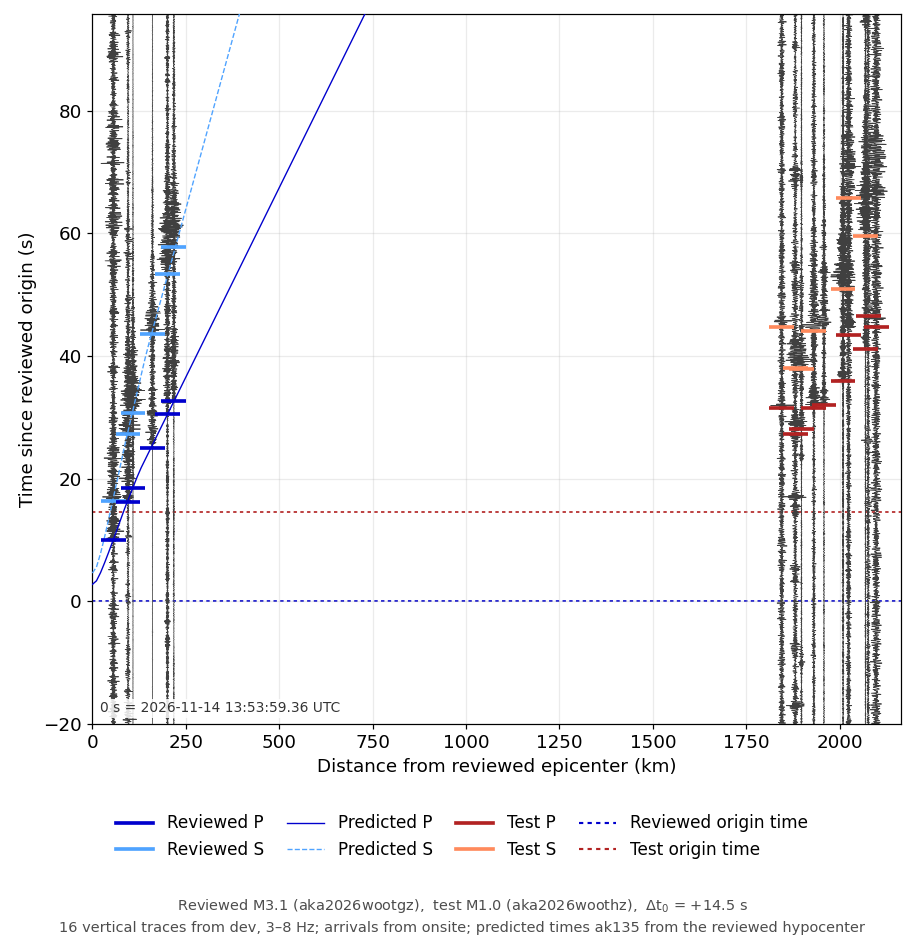 80
60
40
20
0
−20
Time since reviewed origin (s)
0 s = 2026-11-14 13:53:59.36 UTC
0 250 500 750 1000 1250 1500 1750 2000
Distance from reviewed epicenter (km)
Reviewed P Predicted P Test P Reviewed origin time
Reviewed S Predicted S Test S Test origin time
Reviewed M3.1 (aka2026wootgz), test M1.0 (aka2026woothz), Δt0 = +14.5 s
16 vertical traces from dev, 3–8 Hz; arrivals from onsite; predicted times ak135 from the reviewed hypocenter